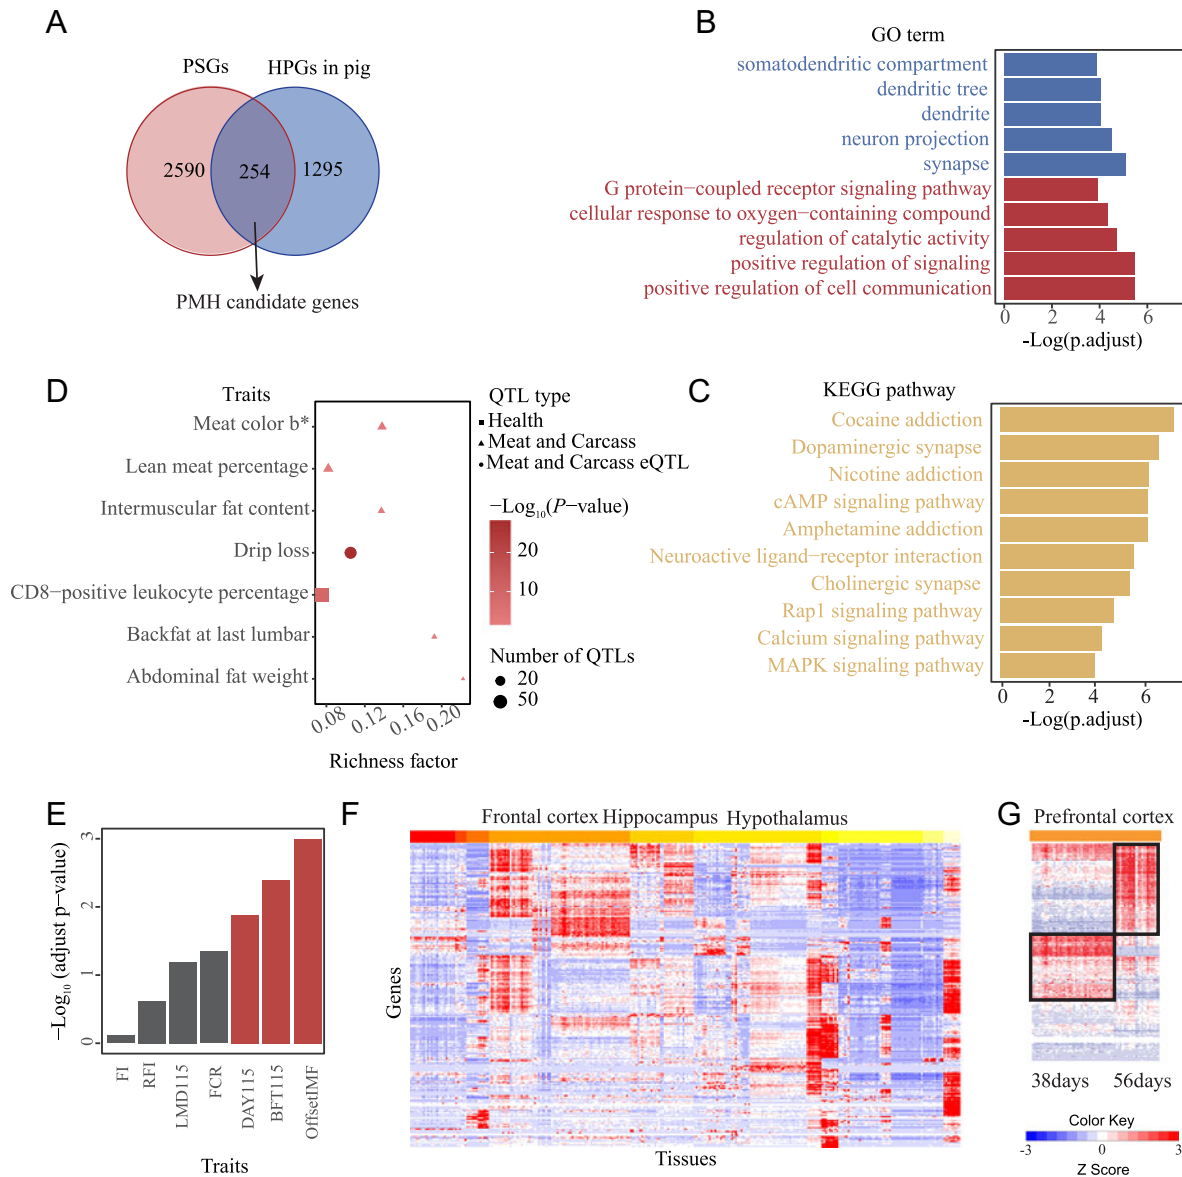 A
PSGs
HPGs in pig
2590
254
1295
PMH candidate genes
B
GO term
somatodendritic compartment
dendritic tree
dendrite
neuron projection
synapse
G protein−coupled receptor signaling pathway
cellular response to oxygen−containing compound
regulation of catalytic activity
positive regulation of signaling
positive regulation of cell communication
0 2 4 6
-Log(p.adjust)
D
Traits
Meat color b*
Lean meat percentage
Intermuscular fat content
Drip loss
CD8−positive leukocyte percentage
Backfat at last lumbar
Abdominal fat weight
0.08 0.12 0.16 0.20
Richness factor
QTL type
Health
Meat and Carcass
Meat and Carcass eQTL
−Log₁₀(P−value)
20
10
Number of QTLs
20
50
C
KEGG pathway
Cocaine addiction
Dopaminergic synapse
Nicotine addiction
cAMP signaling pathway
Amphetamine addiction
Neuroactive ligand−receptor interaction
Cholinergic synapse
Rap1 signaling pathway
Calcium signaling pathway
MAPK signaling pathway
0 2 4 6
-Log(p.adjust)
E
−Log₁₀ (adjust p−value)
3
2
1
0
FI RFI LMD115 FCR DAY115 BFT115 OffsetIMF
Traits
F
Frontal cortex Hippocampus Hypothalamus
Genes
Tissues
G
Prefrontal cortex
38days 56days
Color Key
-3 0 3
Z Score